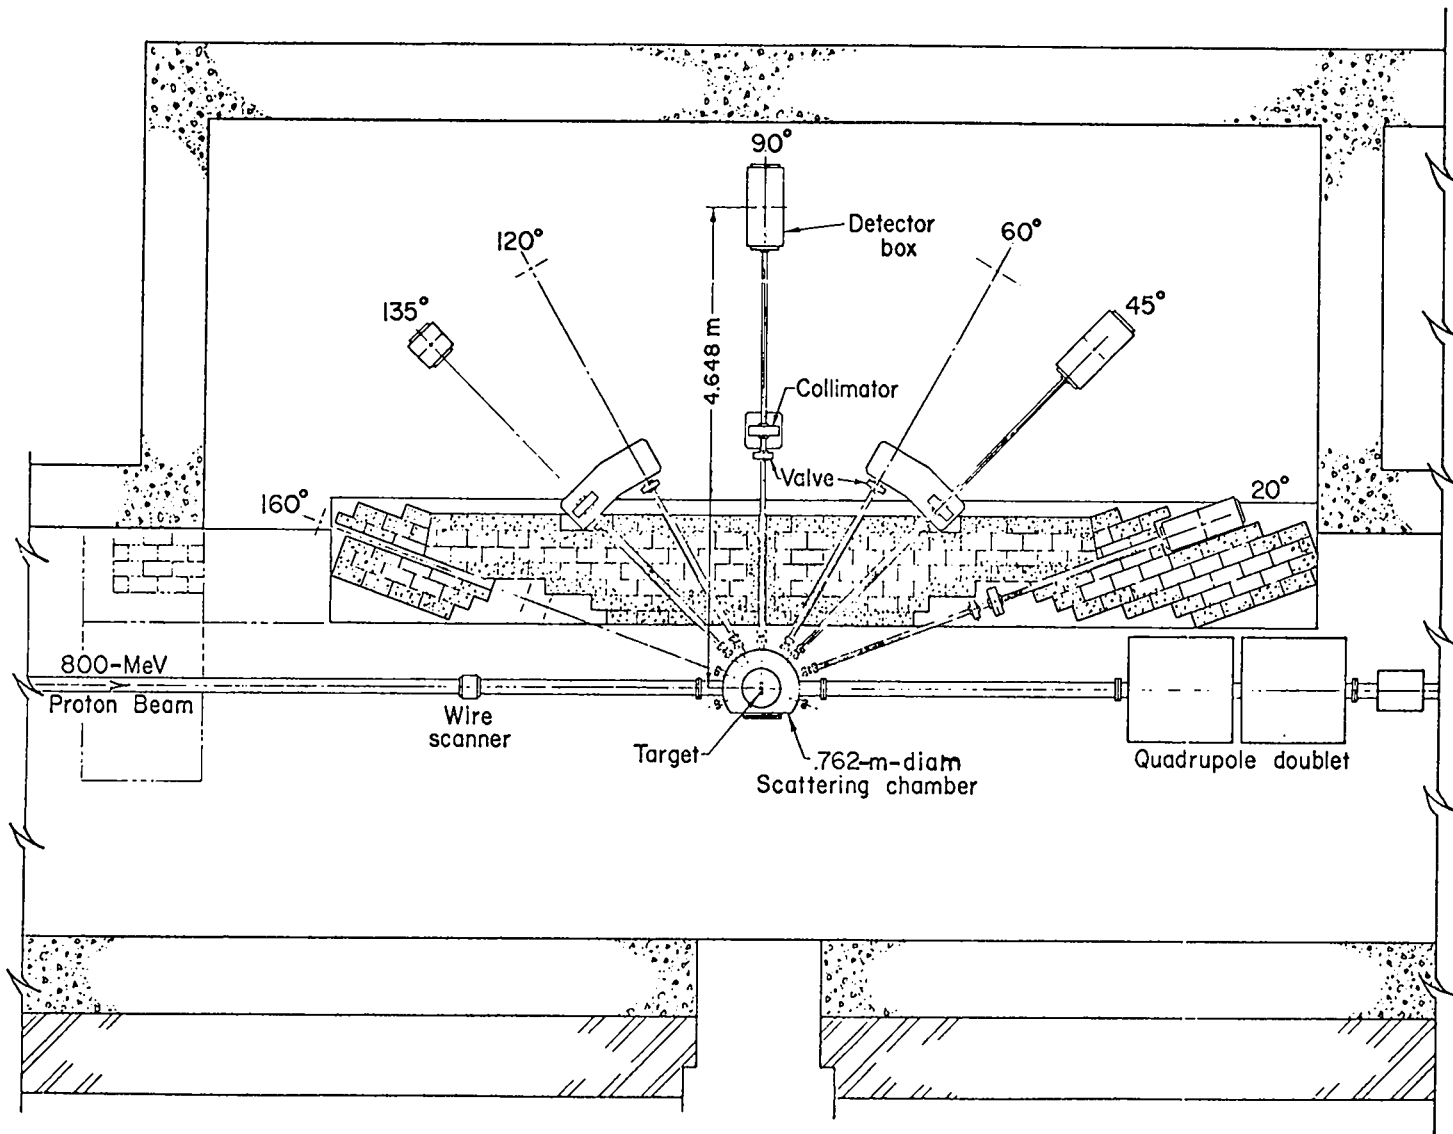 90°
Detector
box
120°
60°
135°
45°
4.648 m
Collimator
Valve
160°
20°
800-MeV
Proton Beam
Wire
scanner
Target
.762-m-diam
Scattering chamber
Quadrupole doublet